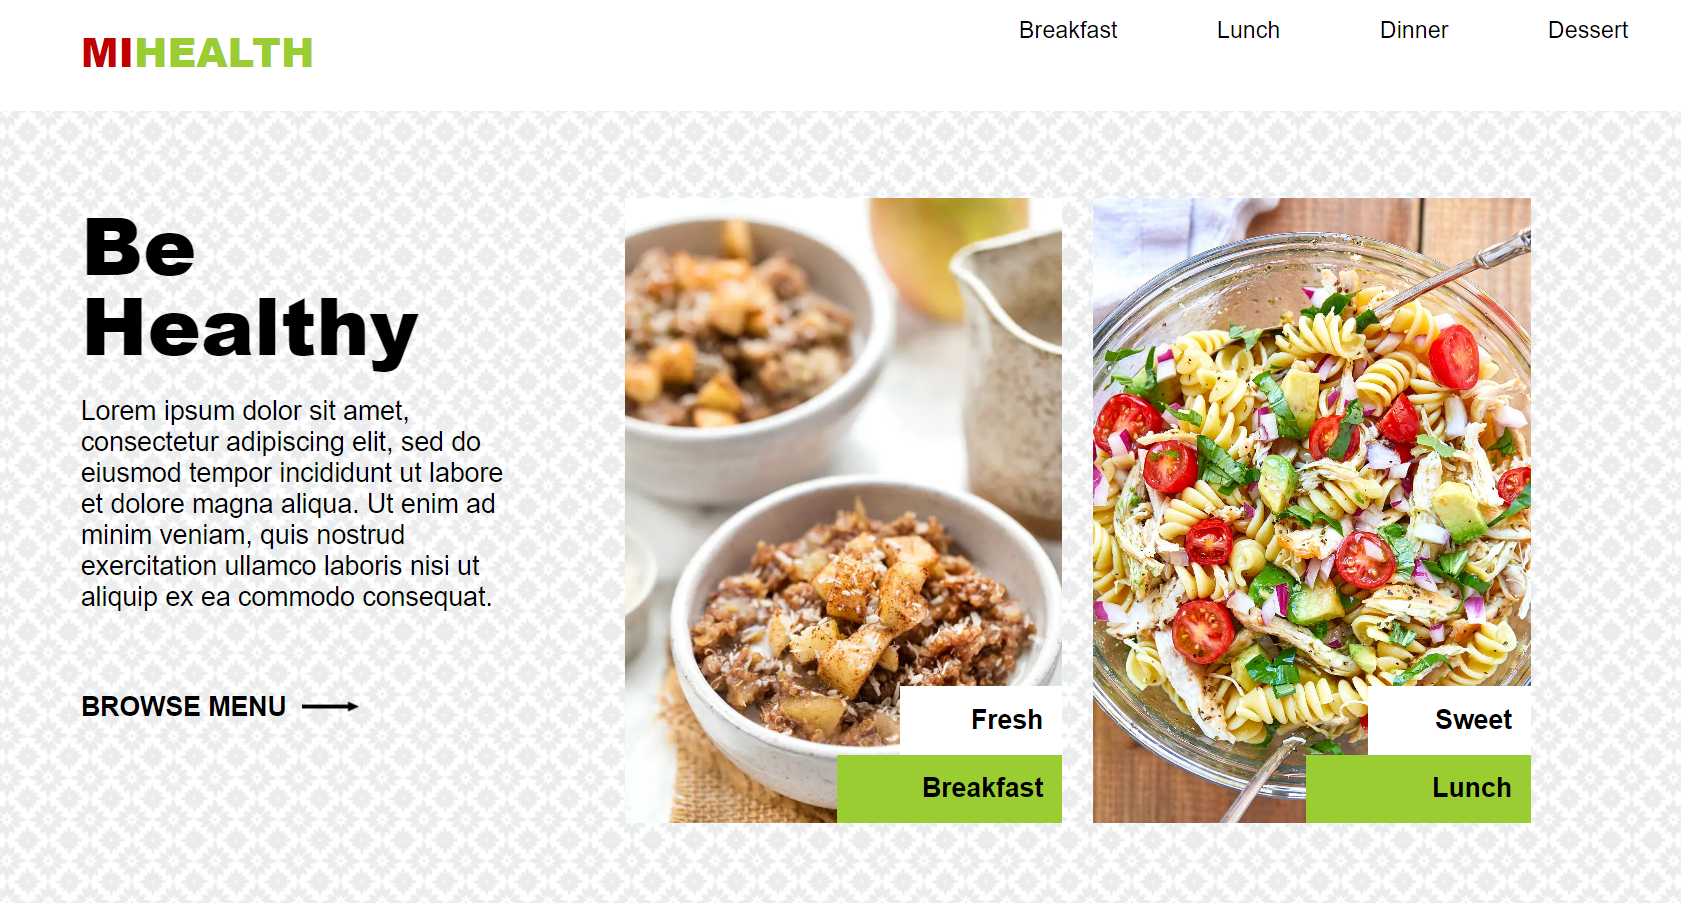 MIHEALTH
Breakfast Lunch Dinner Dessert
Be
Healthy
Lorem ipsum dolor sit amet,
consectetur adipiscing elit, sed do
eiusmod tempor incididunt ut labore
et dolore magna aliqua. Ut enim ad
minim veniam, quis nostrud
exercitation ullamco laboris nisi ut
aliquip ex ea commodo consequat.
BROWSE MENU
Fresh
Breakfast
Sweet
Lunch